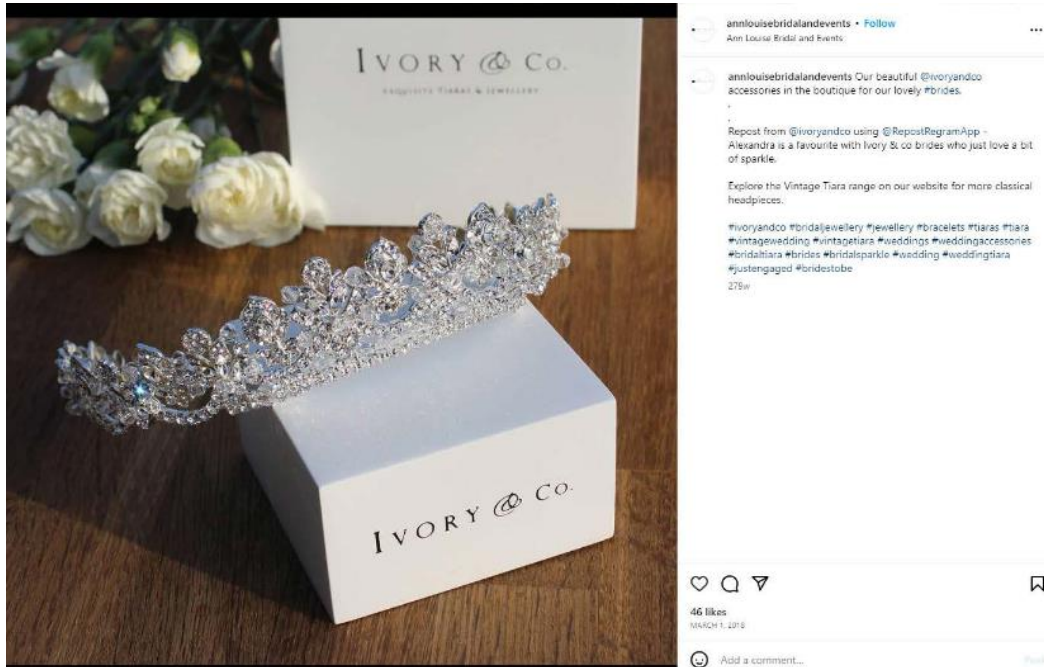 IVORY & CO.
EXQUISITE TIARAS & JEWELLERY
IVORY & CO.
annlouisebridalandevents • Follow
Ann Louise Bridal and Events
annlouisebridalandevents Our beautiful @ivoryandco
accessories in the boutique for our lovely #brides.
.
.
Repost from @ivoryandco using @RepostRegramApp -
Alexandra is a favourite with Ivory & co brides who just love a bit
of sparkle.
Explore the Vintage Tiara range on our website for more classical
headpieces.
#ivoryandco #bridaljewellery #jewellery #bracelets #tiaras #tiara
#vintagewedding #vintagetiara #weddings #weddingaccessories
#bridaltiara #brides #bridalsparkle #wedding #weddingtiara
#justengaged #bridestobe
279w
46 likes
MARCH 1, 2018
Add a comment...
Post